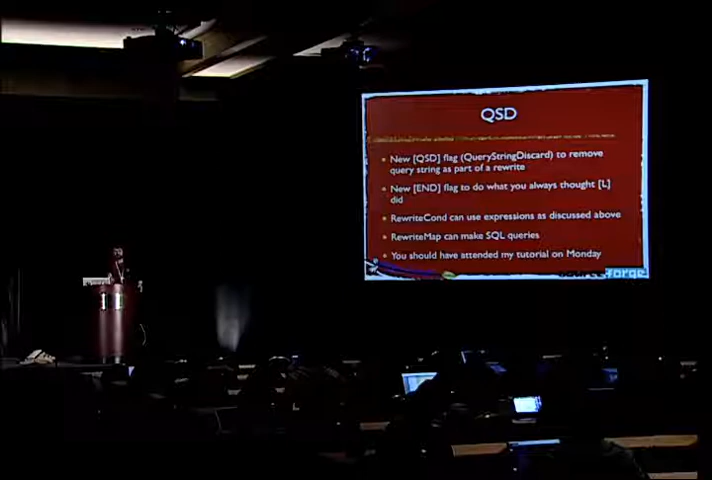 QSD
New [QSD] flag (QueryStringDiscard) to remove
query string as part of a rewrite
New [END] flag to do what you always thought [L]
did
RewriteCond can use expressions as discussed above
RewriteMap can make SQL queries
You should have attended my tutorial on Monday
sourceforge